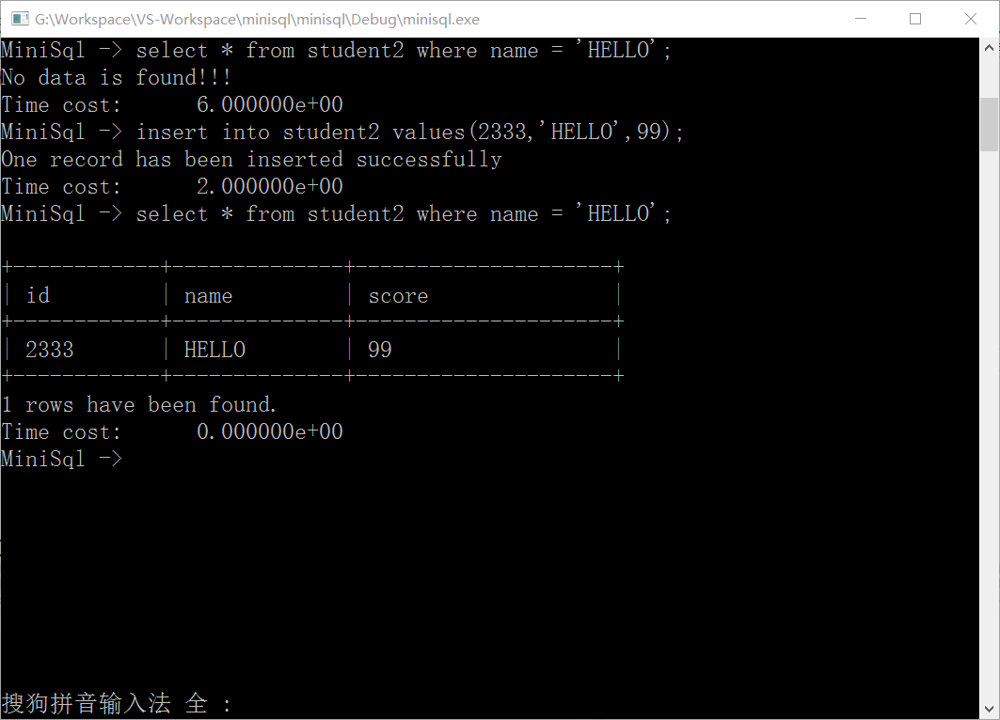 G:\Workspace\VS-Workspace\minisql\minisql\Debug\minisql.exe
MiniSql -> select * from student2 where name = 'HELLO';
No data is found!!!
Time cost:      6.000000e+00
MiniSql -> insert into student2 values(2333,'HELLO',99);
One record has been inserted successfully
Time cost:      2.000000e+00
MiniSql -> select * from student2 where name = 'HELLO';
+------------+--------------+---------------------+
| id         | name         | score               |
+------------+--------------+---------------------+
| 2333       | HELLO        | 99                  |
+------------+--------------+---------------------+
1 rows have been found.
Time cost:      0.000000e+00
MiniSql ->
搜狗拼音输入法 全 :